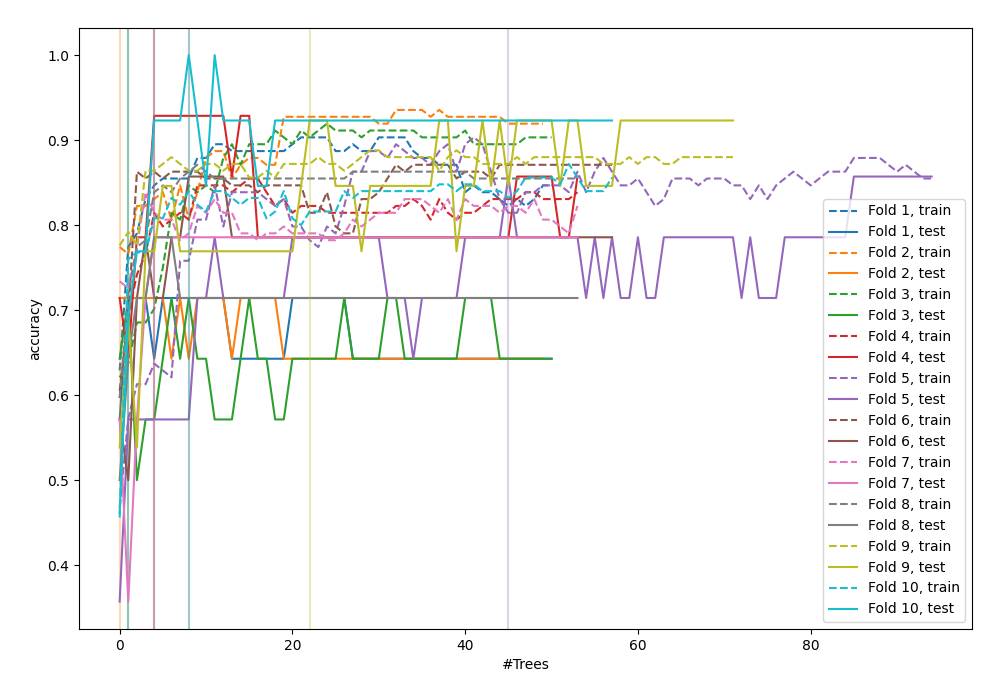 1.0
0.9
0.8
0.7
0.6
0.5
0.4
accuracy
0
20
40
60
80
#Trees
Fold 1, train
Fold 1, test
Fold 2, train
Fold 2, test
Fold 3, train
Fold 3, test
Fold 4, train
Fold 4, test
Fold 5, train
Fold 5, test
Fold 6, train
Fold 6, test
Fold 7, train
Fold 7, test
Fold 8, train
Fold 8, test
Fold 9, train
Fold 9, test
Fold 10, train
Fold 10, test